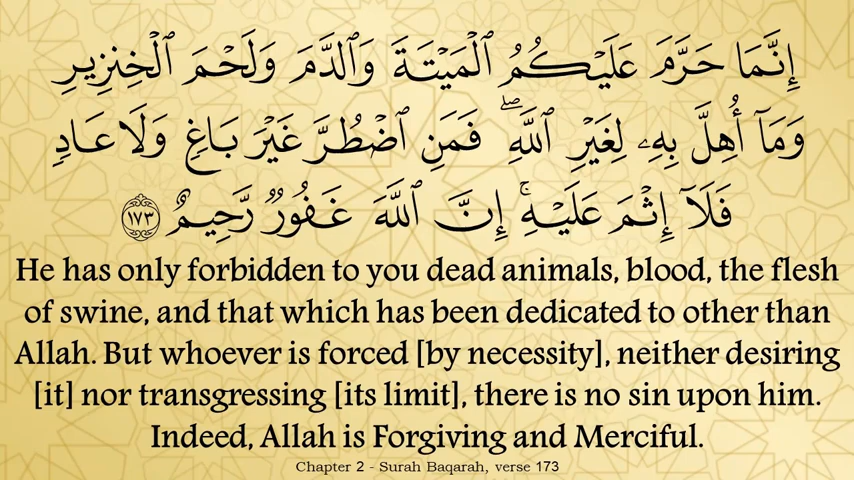 إِنَّمَا حَرَّمَ عَلَيۡكُمُ ٱلۡمَيۡتَةَ وَٱلدَّمَ وَلَحۡمَ ٱلۡخِنزِيرِ
وَمَآ أُهِلَّ بِهِۦ لِغَيۡرِ ٱللَّهِۖ فَمَنِ ٱضۡطُرَّ غَيۡرَ بَاغٖ وَلَا عَادٖ
فَلَآ إِثۡمَ عَلَيۡهِۚ إِنَّ ٱللَّهَ غَفُورٞ رَّحِيمٌ ١٧٣
He has only forbidden to you dead animals, blood, the flesh
of swine, and that which has been dedicated to other than
Allah. But whoever is forced [by necessity], neither desiring
[it] nor transgressing [its limit], there is no sin upon him.
Indeed, Allah is Forgiving and Merciful.
Chapter 2 - Surah Baqarah, verse 173